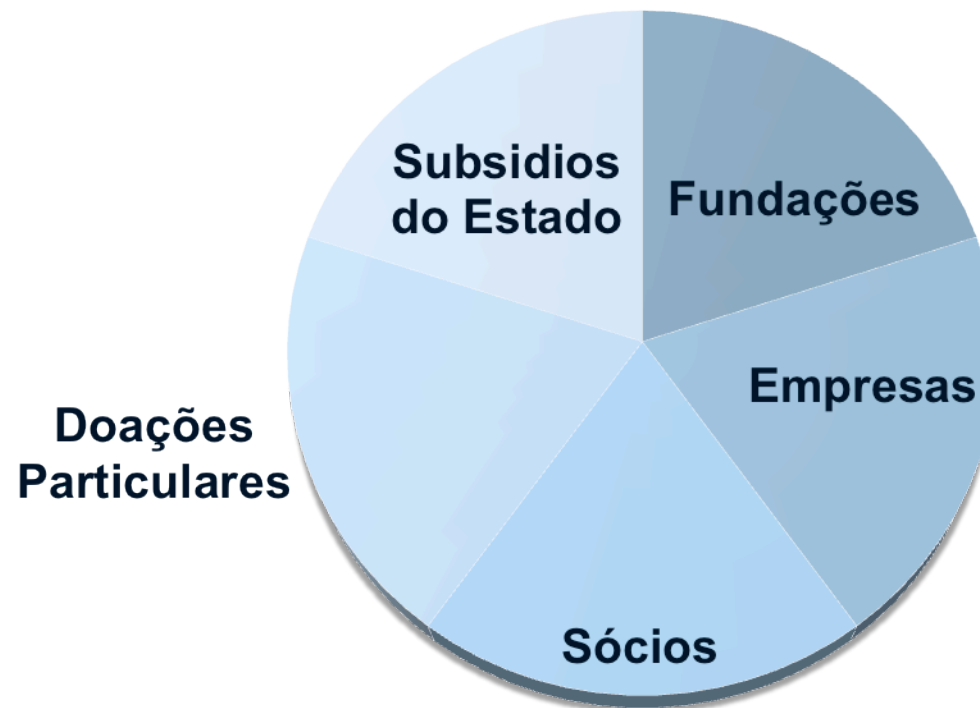 Subsidios
do Estado
Fundações
Empresas
Doações
Particulares
Sócios